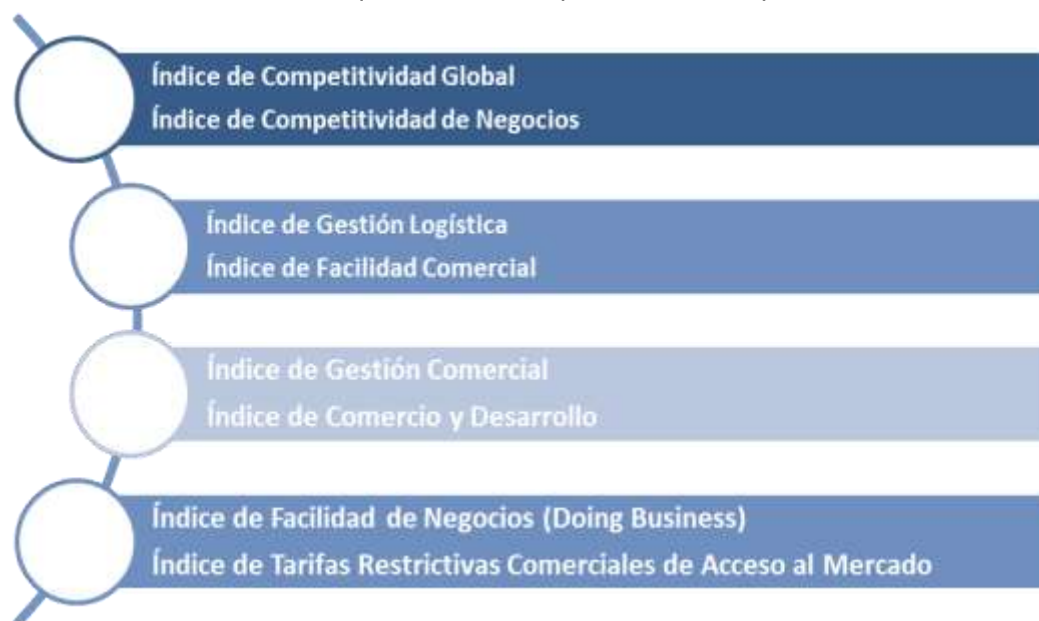 Índice de Competitividad Global
Índice de Competitividad de Negocios
Índice de Gestión Logística
Índice de Facilidad Comercial
Índice de Gestión Comercial
Índice de Comercio y Desarrollo
Índice de Facilidad de Negocios (Doing Business)
Índice de Tarifas Restrictivas Comerciales de Acceso al Mercado